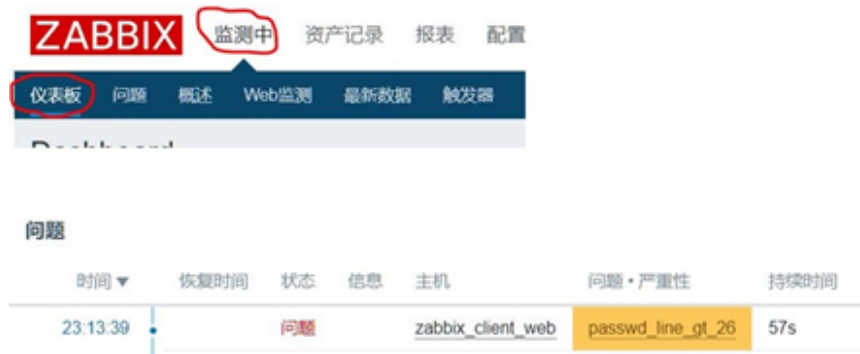 ZABBIX 监测中 资产记录 报表 配置
仪表板 问题 概述 Web监测 最新数据 触发器
Dashboard
问题
时间▼ 恢复时间 状态 信息 主机 问题・严重性 持续时间
23:13:39 问题 zabbix_client_web passwd_line_gt_26 57s